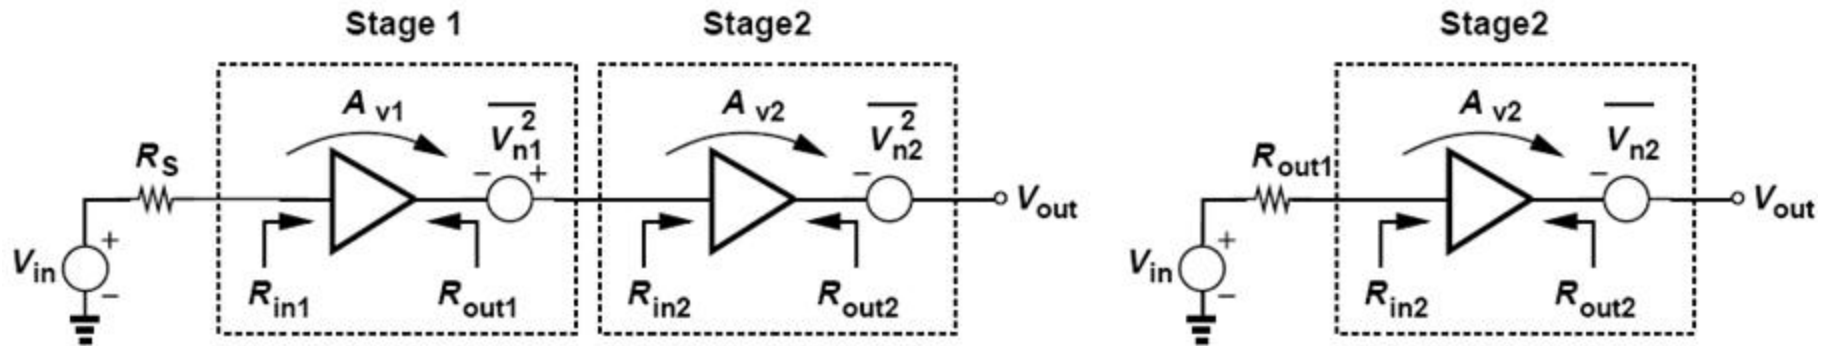 Stage 1
Stage2
Stage2
A v1
V n1 2
A v2
V n2 2
A v2
V n2
R S
R out1
V out
V out
V in
+
−
R in1
R out1
− +
R in2
R out2
−
V in
+
−
R in2
R out2
−